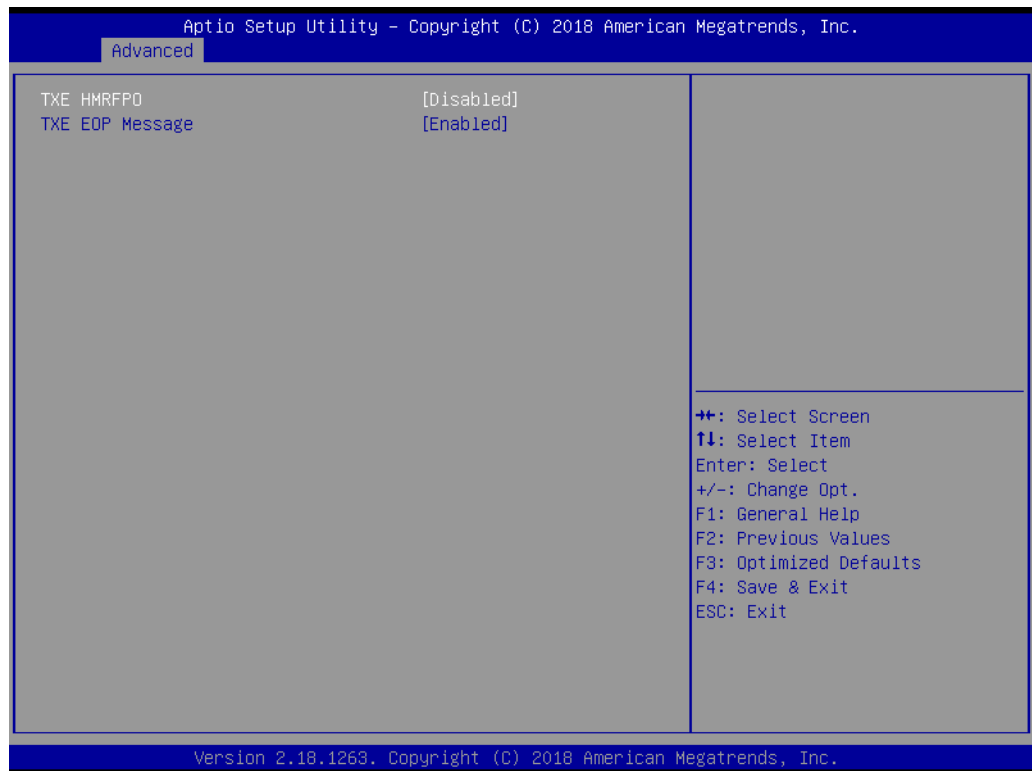 Aptio Setup Utility – Copyright (C) 2018 American Megatrends, Inc.
Advanced
TXE HMRFPO [Disabled]
TXE EOP Message [Enabled]
→←: Select Screen
↑↓: Select Item
Enter: Select
+/-: Change Opt.
F1: General Help
F2: Previous Values
F3: Optimized Defaults
F4: Save & Exit
ESC: Exit
Version 2.18.1263. Copyright (C) 2018 American Megatrends, Inc.